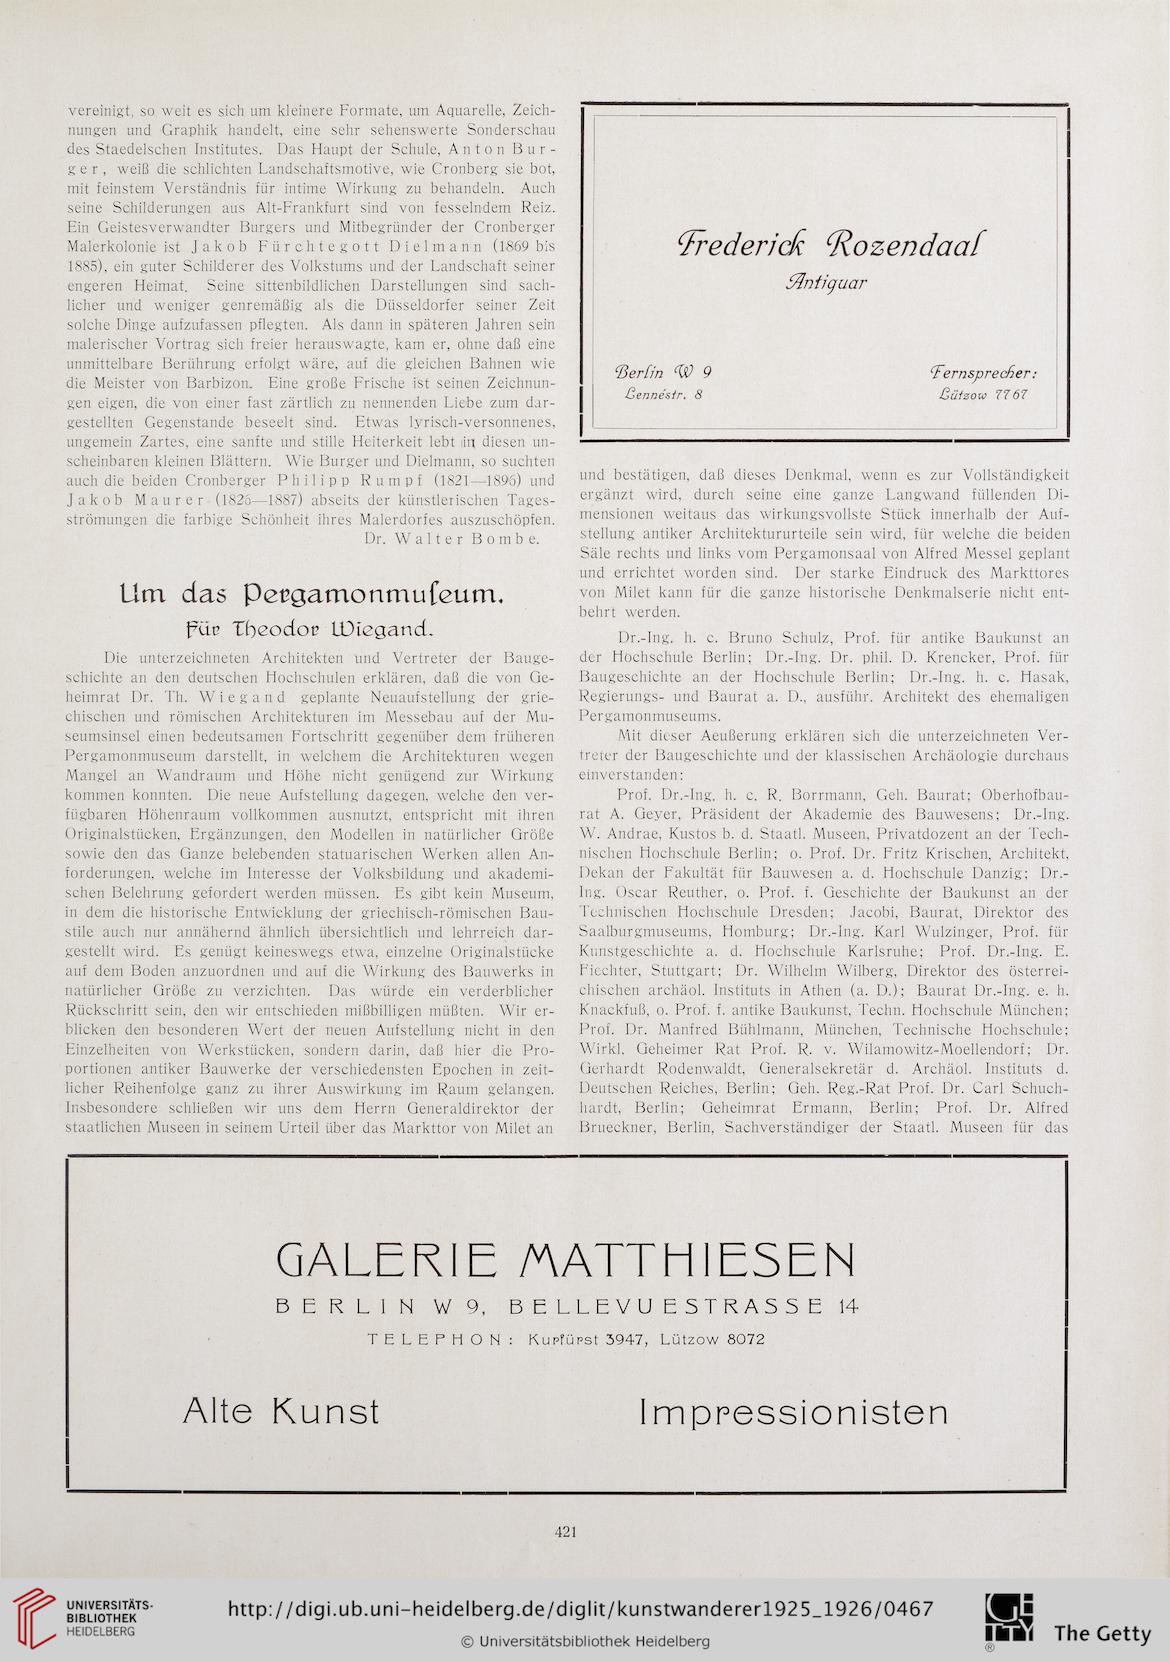 vereinigt, so weit es sich um kleinere Formate, um Aquarelle, Zeich-
nungen und Graphik handelt, eine sehr sehenswerte Sonderschau
des Staedelschen Institutes. Das Haupt der Schule, Anton Bur-
ger, weiß die schlichten Landschaftsmotive, wie Cronberg sie bot,
mit feinstem Verständnis für intime Wirkung zu behandeln. Auch
seine Schilderungen aus Alt-Frankfurt sind von fesselndem Reiz.
Ein Geistesverwandter Burgers und Mitbegründer der Cronberger
Malerkolonie ist Jakob Fürchtegott Dielmann (1869 bis
1885), ein guter Schilderer des Volkstums und der Landschaft seiner
engeren Heimat. Seine sittenbildlichen Darstellungen sind sach-
licher und weniger genremäßig als die Düsseldorfer seiner Zeit
solche Dinge aufzufassen pflegten. Als dann in späteren Jahren sein
malerischer Vortrag sich freier herauswagte, kam er, ohne daß eine
unmittelbare Berührung erfolgt wäre, auf die gleichen Bahnen wie
die Meister von Barbizon. Eine große Frische ist seinen Zeichnun-
gen eigen, die von einer fast zärtlich zu nennenden Liebe zum dar-
gestellten Gegenstande beseelt sind. Etwas lyrisch-versonnenes,
ungemein Zartes, eine sanfte und stille Heiterkeit lebt in diesen un-
scheinbaren kleinen Blättern. Wie Burger und Dielmann, so suchten
auch die beiden Cronberger Philipp Rumpf (1821—1896) und
Jakob Maurer (1826—1887) abseits der künstlerischen Tages-
strömungen die farbige Schönheit ihres Malerdorfes auszuschöpfen.
Dr. Walter Bombe.
Um das Pergamonmuseum.
Für Theodor Wiegand.
Die unterzeichneten Architekten und Vertreter der Bauge-
schichte an den deutschen Hochschulen erklären, daß die von Ge-
heimrat Dr. Th. Wiegand geplante Neuaufstellung der grie-
chischen und römischen Architekturen im Messebau auf der Mu-
seumsinsel einen bedeutsamen Fortschritt gegenüber dem früheren
Pergamonmuseum darstellt, in welchem die Architekturen wegen
Mangel an Wandraum und Höhe nicht genügend zur Wirkung
kommen konnten. Die neue Aufstellung dagegen, welche den ver-
fügbaren Höhenraum vollkommen ausnutzt, entspricht mit ihren
Originalstücken, Ergänzungen, den Modellen in natürlicher Größe
sowie den das Ganze belebenden statuarischen Werken allen An-
forderungen, welche im Interesse der Volksbildung und akademi-
schen Belehrung gefordert werden müssen. Es gibt kein Museum,
in dem die historische Entwicklung der griechisch-römischen Bau-
stile auch nur annähernd ähnlich übersichtlich und lehrreich dar-
gestellt wird. Es genügt keineswegs etwa, einzelne Originalstücke
auf dem Boden anzuordnen und auf die Wirkung des Bauwerks in
natürlicher Größe zu verzichten. Das würde ein verderblicher
Rückschritt sein, den wir entschieden mißbilligen müßten. Wir er-
blicken den besonderen Wert der neuen Aufstellung nicht in den
Einzelheiten von Werkstücken, sondern darin, daß hier die Pro-
portionen antiker Bauwerke der verschiedensten Epochen in zeit-
licher Reihenfolge ganz zu ihrer Auswirkung im Raum gelangen.
Insbesondere schließen wir uns dem Herrn Generaldirektor der
staatlichen Museen in seinem Urteil über das Markttor von Milet an
Frederick Rozendaal
Antiquar
Berlin W 9
Lennéstr. 8
Fernsprecher:
Lützow 7767
und bestätigen, daß dieses Denkmal, wenn es zur Vollständigkeit
ergänzt wird, durch seine eine ganze Langwand füllenden Di-
mensionen weitaus das wirkungsvollste Stück innerhalb der Auf-
stellung antiker Architektururteile sein wird, für welche die beiden
Säle rechts und links vom Pergamonsaal von Alfred Messel geplant
und errichtet worden sind. Der starke Eindruck des Markttores
von Milet kann für die ganze historische Denkmalserie nicht ent-
behrt werden.
Dr.-Ing. h. c. Bruno Schulz, Prof. für antike Baukunst an
der Hochschule Berlin; Dr.-Ing. Dr. phil. D. Krencker, Prof. für
Baugeschichte an der Hochschule Berlin; Dr.-Ing. h. c. Hasak,
Regierungs- und Baurat a. D., ausführ. Architekt des ehemaligen
Pergamonmuseums.
Mit dieser Aeußerung erklären sich die unterzeichneten Ver-
treter der Baugeschichte und der klassischen Archäologie durchaus
einverstanden:
Prof. Dr.-Ing. h. c. R. Borrmann, Geh. Baurat; Oberhofbau-
rat A. Geyer, Präsident der Akademie des Bauwesens; Dr.-Ing.
W. Andrae, Kustos b. d. Staatl. Museen, Privatdozent an der Tech-
nischen Hochschule Berlin; o. Prof. Dr. Fritz Krischen, Architekt,
Dekan der Fakultät für Bauwesen a. d. Hochschule Danzig; Dr.-
Ing. Oscar Reuther, o. Prof. f. Geschichte der Baukunst an der
Technischen Hochschule Dresden; Jacobi, Baurat, Direktor des
Saalburgmuseums, Homburg; Dr.-Ing. Karl Wulzinger, Prof. für
Kunstgeschichte a. d. Hochschule Karlsruhe; Prof. Dr.-Ing. E.
Fiechter, Stuttgart; Dr. Wilhelm Wilberg, Direktor des österrei-
chischen archäol. Instituts in Athen (a. D.); Baurat Dr.-Ing. e. h.
Knackfuß, o. Prof. f. antike Baukunst, Techn. Hochschule München;
Prof. Dr. Manfred Bühlmann, München, Technische Hochschule;
Wirkl. Geheimer Rat Prof. R. v. Wilamowitz-Moellendorf; Dr.
Gerhardt Rodenwaldt, Generalsekretär d. Archäol. Instituts d.
Deutschen Reiches, Berlin; Geh. Reg.-Rat Prof. Dr. Carl Schuch-
hardt, Berlin; Geheimrat Ermann, Berlin; Prof. Dr. Alfred
Brueckner, Berlin, Sachverständiger der Staatl. Museen für das
GALERIE MATTHIESEN
BERLIN W 9, BELLEVUESTRASSE 14
TELEPHON: Kurfürst 3947, Lützow 8072
Alte Kunst Impressionisten
421
UNIVERSITÄTS-
BIBLIOTHEK
HEIDELBERG
http://digi.ub.uni-heidelberg.de/diglit/kunstwanderer1925_1926/0467
© Universitätsbibliothek Heidelberg
GETTY
®
The Getty